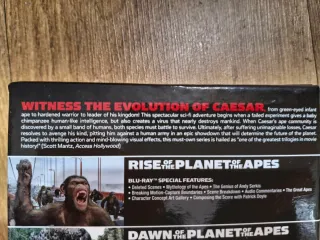 WITNESS THE EVOLUTION OF CAESAR, from green-eyed infant
ape to hardened warrior to leader of his kingdom! This spectacular sci-fi adventure begins when a failed experiment gives a baby
chimpanzee human-like intelligence, but also creates a virus that nearly destroys mankind. When Caesar's ape community is
discovered by a small band of humans, both species must battle to survive. Ultimately, after suffering unimaginable losses, Caesar
resolves to avenge his kind, pitting him against a human army in an epic showdown that will determine the future of the planet.
Packed with thrilling action and mind-blowing visual effects, this must-own series is hailed as "one of the greatest trilogies in movie
history!" (Scott Mantz, Access Hollywood)
RISE OF THE PLANET OF THE APES
BLU-RAY™ SPECIAL FEATURES:
• Deleted Scenes • Mythology of the Apes • The Genius of Andy Serkis
• Breaking Motion-Capture Boundaries • Scene Breakdown • Audio Commentaries • The Great Apes
• Character Concept Art Gallery • Composing the Score with Patrick Doyle
DAWN OF THE PLANET OF THE APES